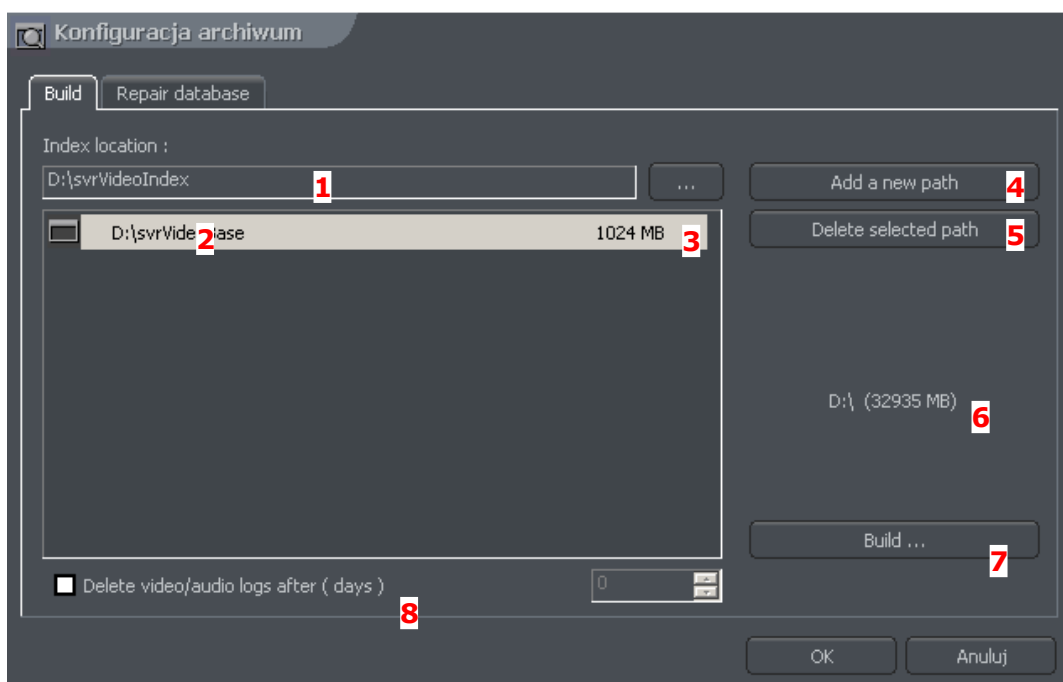 Konfiguracja archiwum
Build Repair database
Index location :
D:\svrVideoIndex 1 ... Add a new path 4
D:\svrVide 2 ase 1024 MB 3 Delete selected path 5
D:\ (32935 MB) 6
Build ... 7
Delete video/audio logs after ( days ) 8 0
OK Anuluj